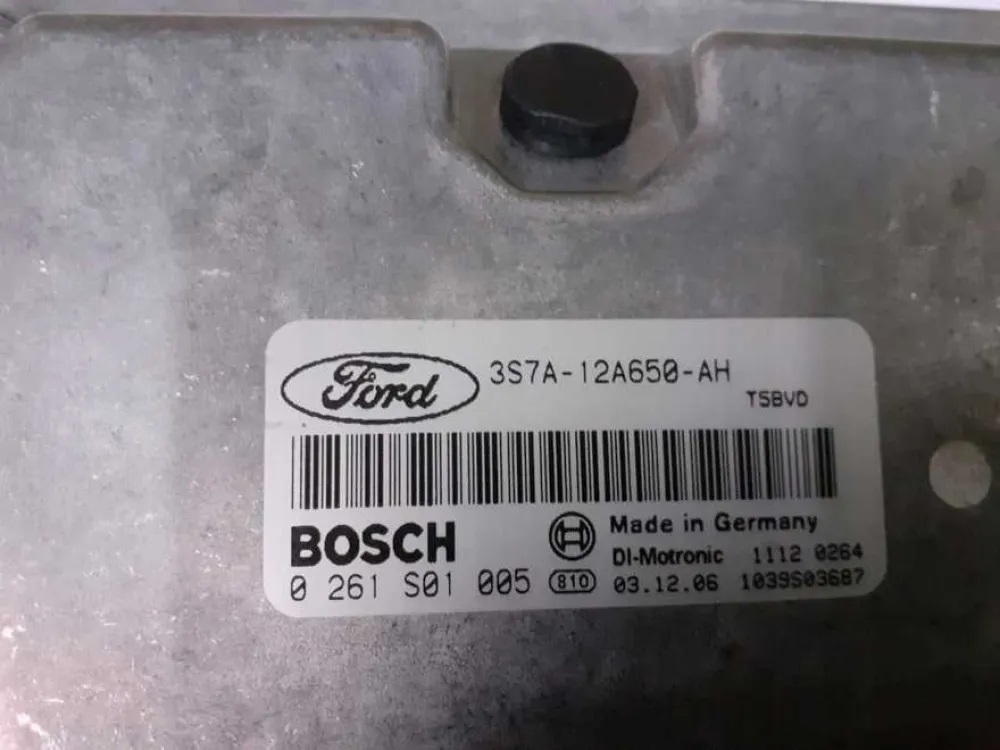 Ford 3S7A-12A650-AH
TSBVD
BOSCH Made in Germany
DI-Motronic 1112 0264
0 261 S01 005 810 03.12.06 1039S03687